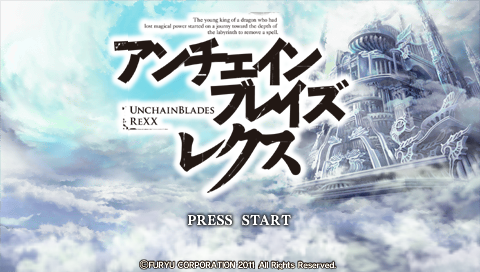 The young king of a dragon who had
lost magical power started on a journey toward the depth of
the labyrinth to remove a spell.
アンチェイン
ブレイズ
レクス
UNCHAINBLADES
REXX
PRESS START
©FURYU CORPORATION 2011 All Rights Reserved.